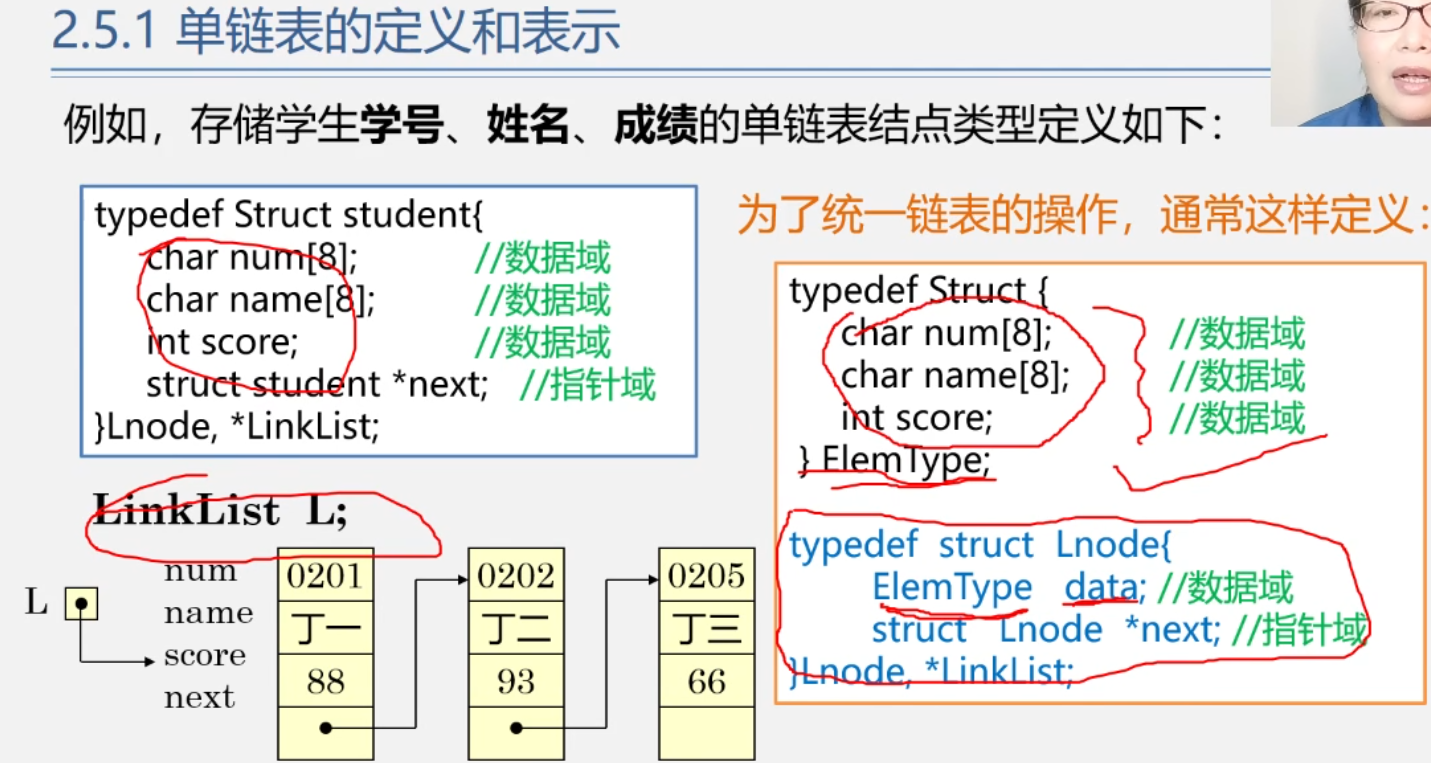 2.5.1 单链表的定义和表示
例如，存储学生学号、姓名、成绩的单链表结点类型定义如下：
typedef Struct student{
char num[8]; //数据域
char name[8]; //数据域
int score; //数据域
struct student *next; //指针域
}Lnode, *LinkList;
为了统一链表的操作，通常这样定义：
typedef Struct {
char num[8]; //数据域
char name[8]; //数据域
int score; //数据域
} ElemType;
typedef struct Lnode{
ElemType data; //数据域
struct Lnode *next; //指针域
}Lnode, *LinkList;
LinkList L;
L
num 0201 0202 0205
name 丁一 丁二 丁三
score 88 93 66
next